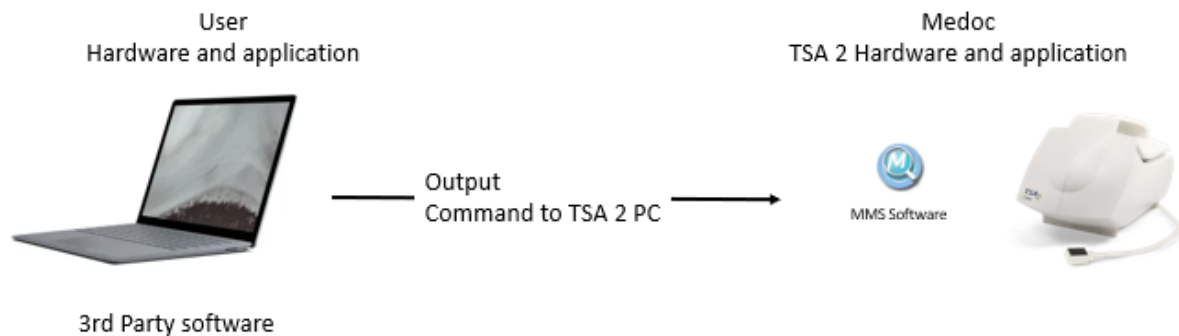 User
Hardware and application
Medoc
TSA 2 Hardware and application
Output
Command to TSA 2 PC
M
MMS Software
TSA2
3rd Party software